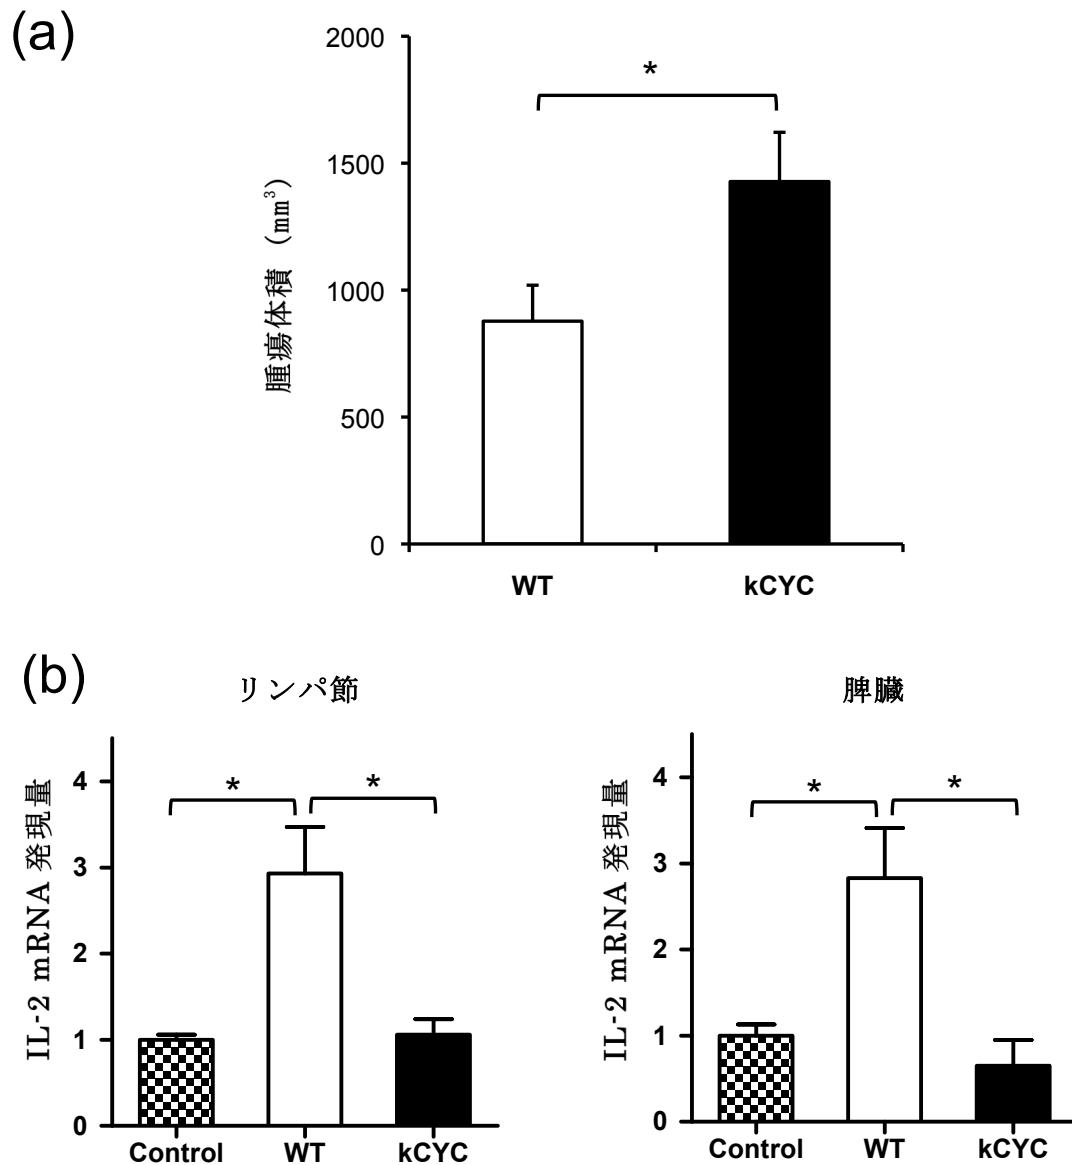 (a)
2000
1500
1000
500
0
腫瘍体積 (mm³)
*
WT
kCYC
(b)
リンパ節
IL-2 mRNA 発現量
4
3
2
1
0
*
*
Control
WT
kCYC
脾臓
IL-2 mRNA 発現量
4
3
2
1
0
*
*
Control
WT
kCYC